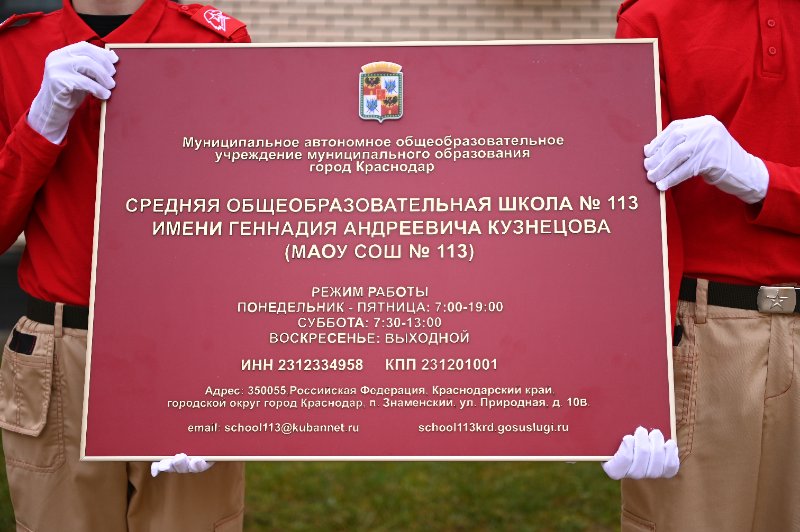 Муниципальное автономное общеобразовательное
учреждение муниципального образования
город Краснодар
СРЕДНЯЯ ОБЩЕОБРАЗОВАТЕЛЬНАЯ ШКОЛА № 113
ИМЕНИ ГЕННАДИЯ АНДРЕЕВИЧА КУЗНЕЦОВА
(МАОУ СОШ № 113)
РЕЖИМ РАБОТЫ
ПОНЕДЕЛЬНИК - ПЯТНИЦА: 7:00-19:00
СУББОТА: 7:30-13:00
ВОСКРЕСЕНЬЕ: ВЫХОДНОЙ
ИНН 2312334958 КПП 231201001
Адрес: 350055, Российская Федерация, Краснодарский край,
городской округ город Краснодар, п. Знаменский, ул. Природная, д. 10В.
email: school113@kubannet.ru school113krd.gosuslugi.ru